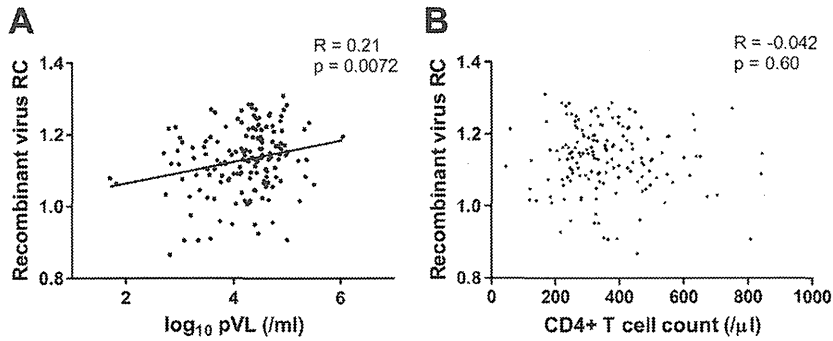 A
B
R = 0.21
p = 0.0072
R = -0.042
p = 0.60
Recombinant virus RC
1.4
1.2
1.0
0.8
2
4
6
log10 pVL (/ml)
Recombinant virus RC
1.4
1.2
1.0
0.8
0
200
400
600
800
1000
CD4+ T cell count (/μl)